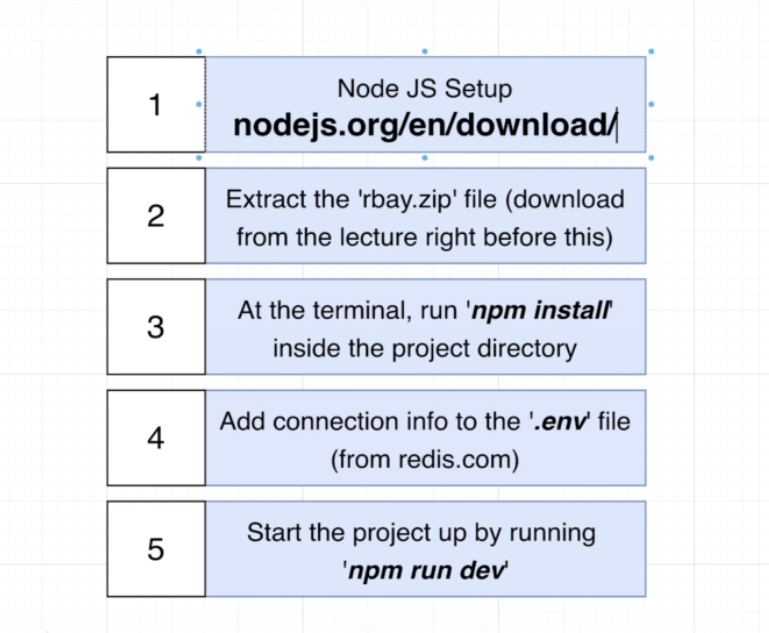 1
Node JS Setup
nodejs.org/en/download/
2
Extract the 'rbay.zip' file (download
from the lecture right before this)
3
At the terminal, run 'npm install'
inside the project directory
4
Add connection info to the '.env' file
(from redis.com)
5
Start the project up by running
'npm run dev'